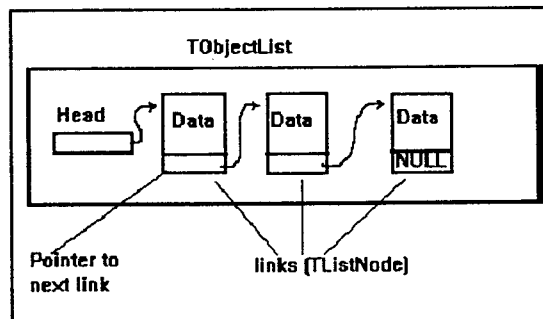 TObjectList
Head
Data
Data
Data
NULL
Pointer to
next link
links (TListNode)